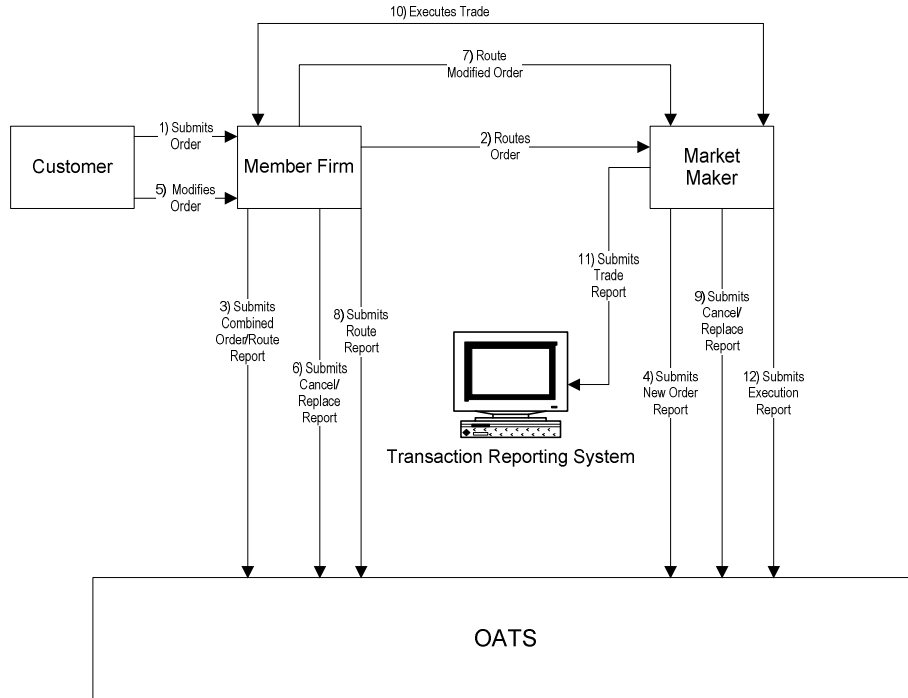 10) Executes Trade
7) Route
Modified Order
1) Submits
Order
2) Routes
Order
Customer
Member Firm
Market
Maker
5) Modifies
Order
11) Submits
Trade
Report
3) Submits
Combined
Order/Route
Report
8) Submits
Route
Report
9) Submits
Cancel/
Replace
Report
6) Submits
Cancel/
Replace
Report
4) Submits
New Order
Report
12) Submits
Execution
Report
Transaction Reporting System
OATS